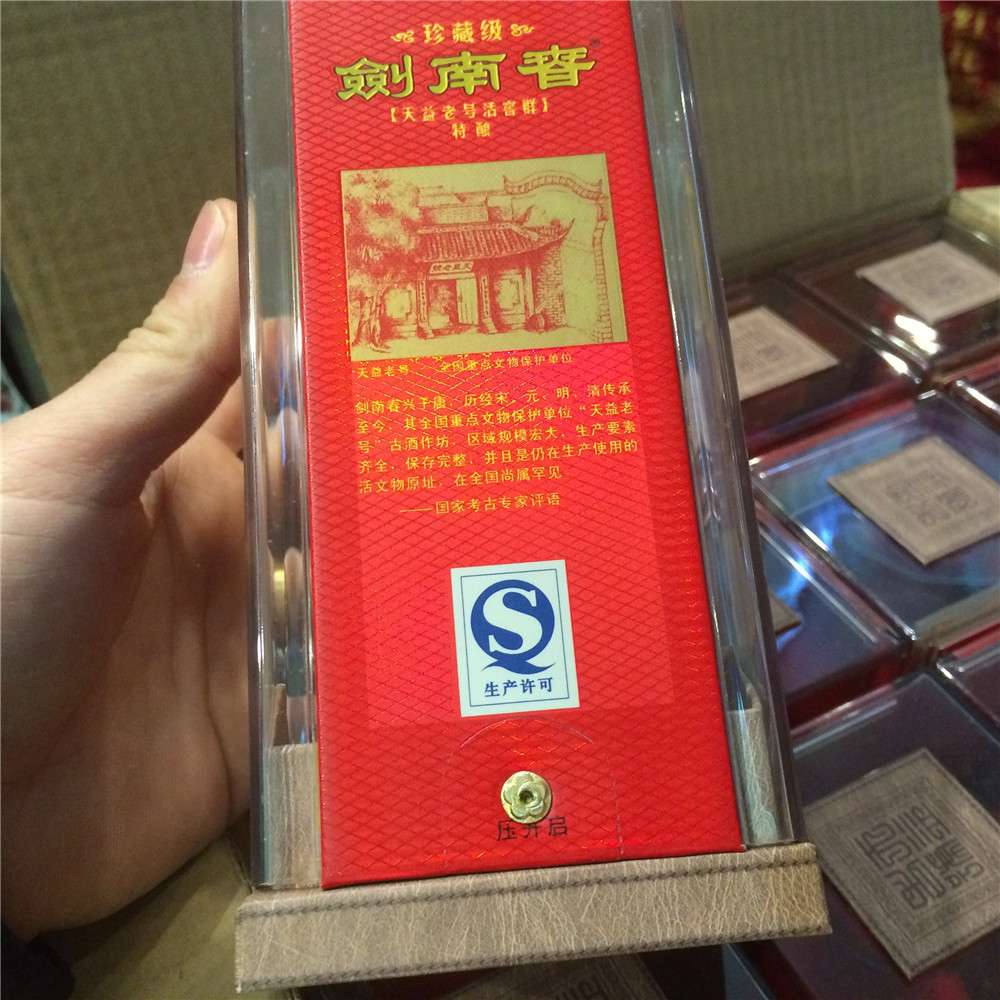 珍藏级
劍南春
【天益老号活窖群】
特酿
天益老號
天益老号 全国重点文物保护单位
剑南春兴于唐，历经宋、元、明、清传承
至今，其全国重点文物保护单位“天益老
号”古酒作坊，区域规模宏大，生产要素
齐全，保存完整，并且是仍在生产使用的
活文物原址，在全国尚属罕见
——国家考古专家评语
QS
生产许可
压开启